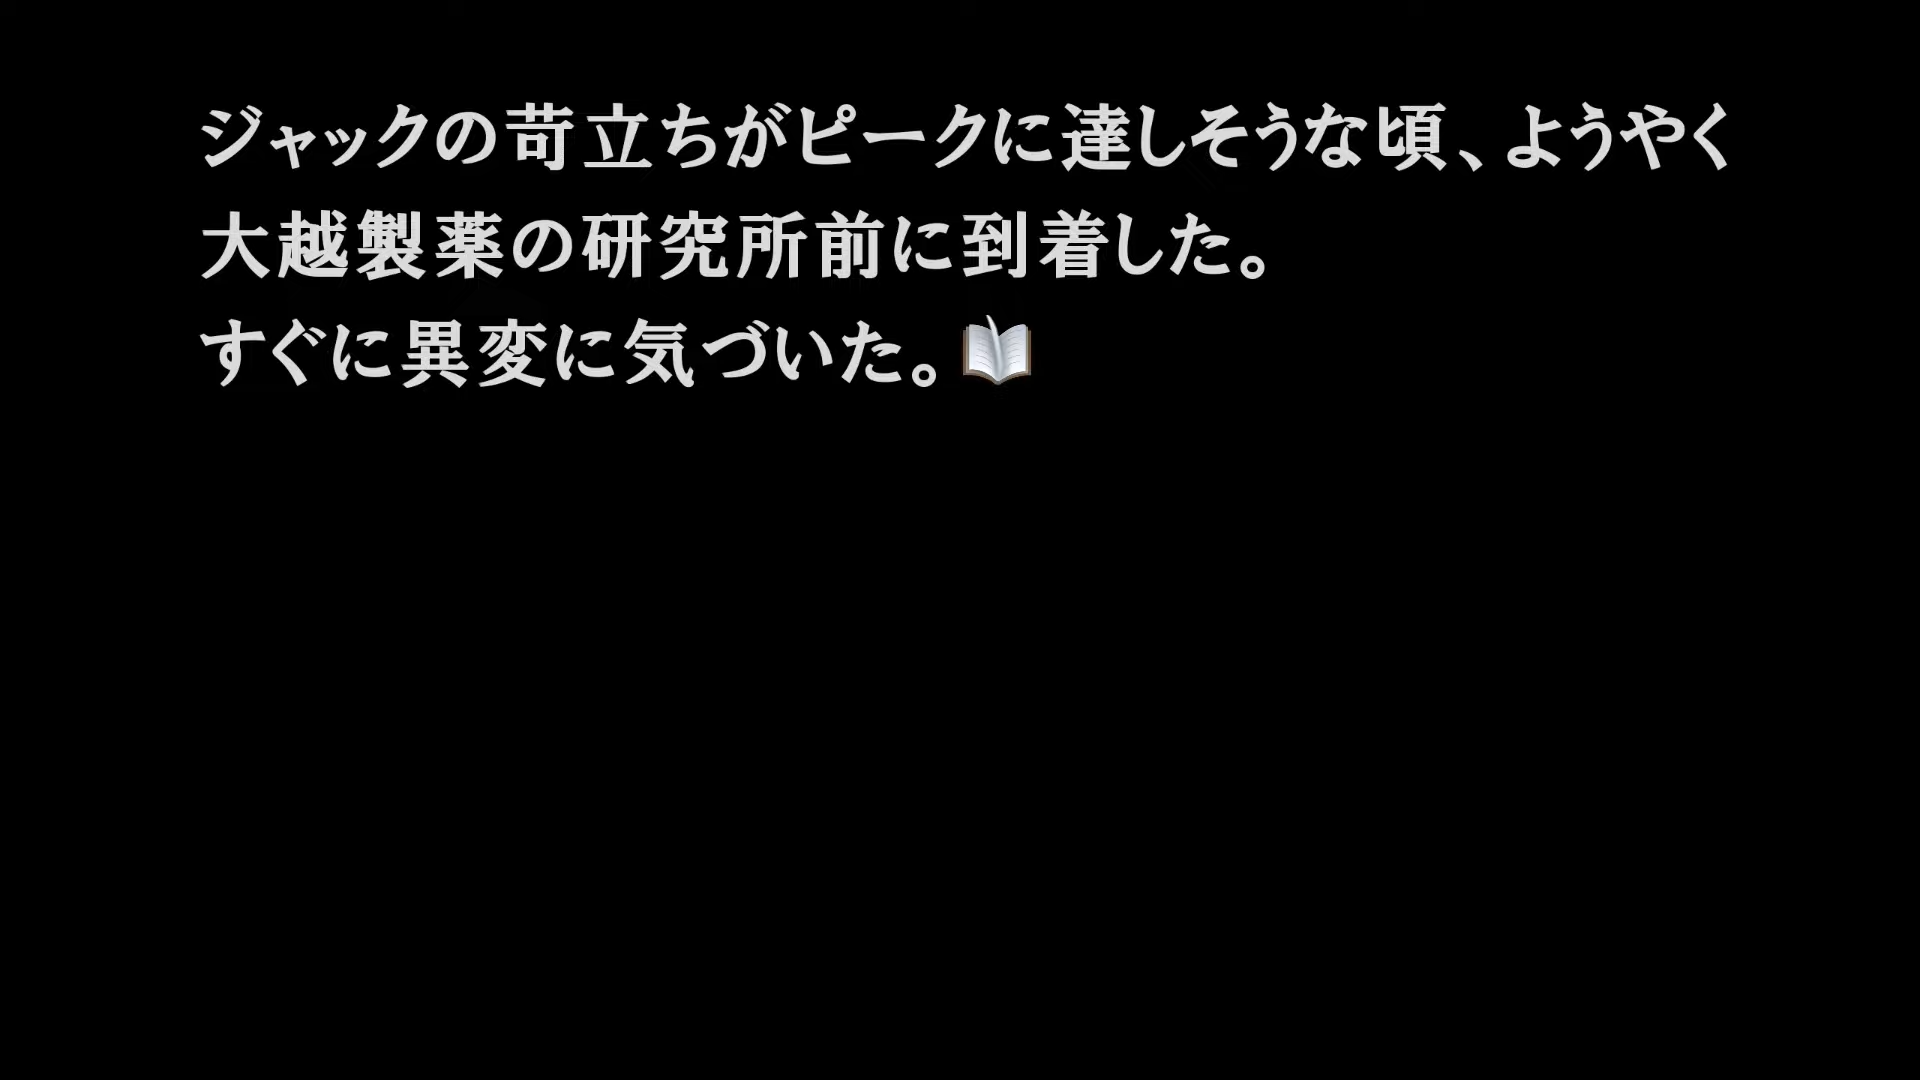 ジャックの苛立ちがピークに達しそうな頃、ようやく
大越製薬の研究所前に到着した。
すぐに異変に気づいた。